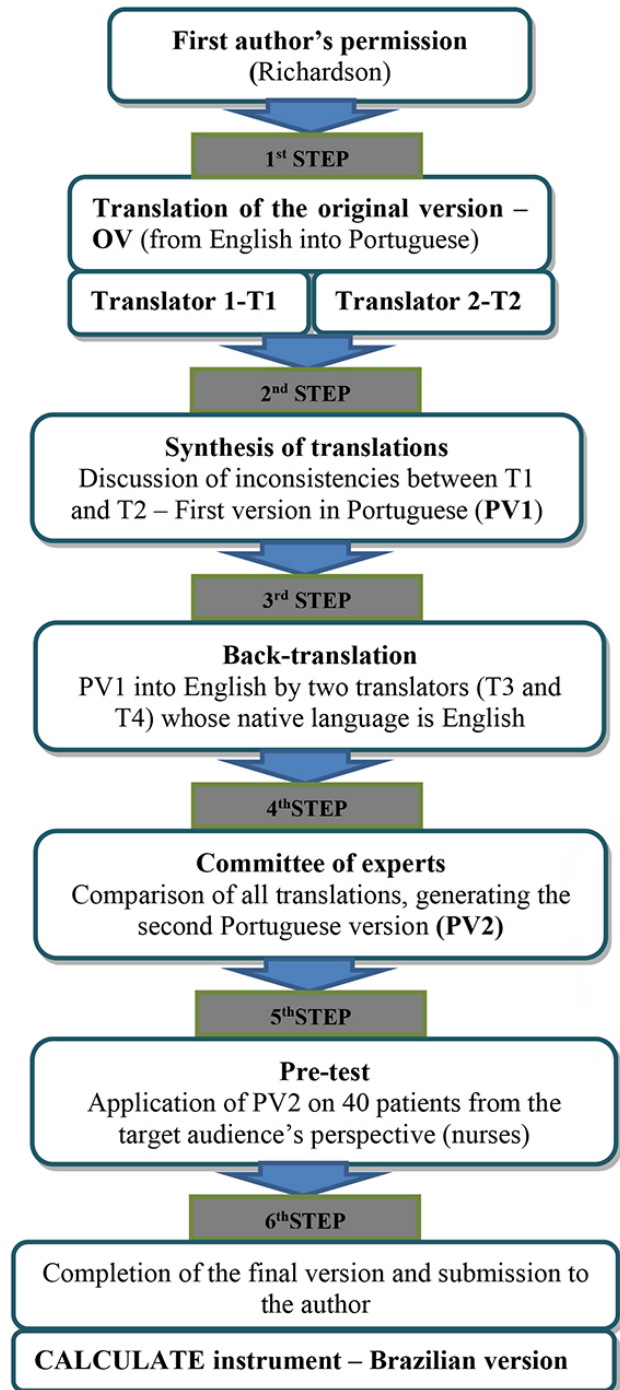 First author's permission
(Richardson)
1st STEP
Translation of the original version –
OV (from English into Portuguese)
Translator 1-T1
Translator 2-T2
2nd STEP
Synthesis of translations
Discussion of inconsistencies between T1
and T2 – First version in Portuguese (PV1)
3rd STEP
Back-translation
PV1 into English by two translators (T3 and
T4) whose native language is English
4thSTEP
Committee of experts
Comparison of all translations, generating the
second Portuguese version (PV2)
5thSTEP
Pre-test
Application of PV2 on 40 patients from the
target audience's perspective (nurses)
6thSTEP
Completion of the final version and submission to
the author
CALCULATE instrument – Brazilian version